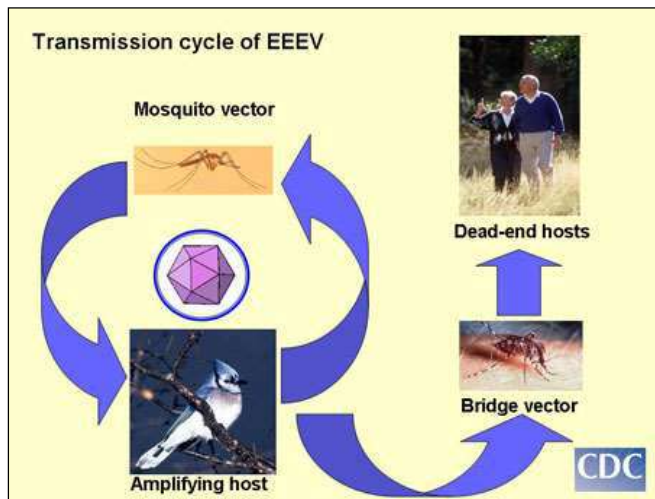 Transmission cycle of EEEV
Mosquito vector
Dead-end hosts
Bridge vector
Amplifying host
CDC